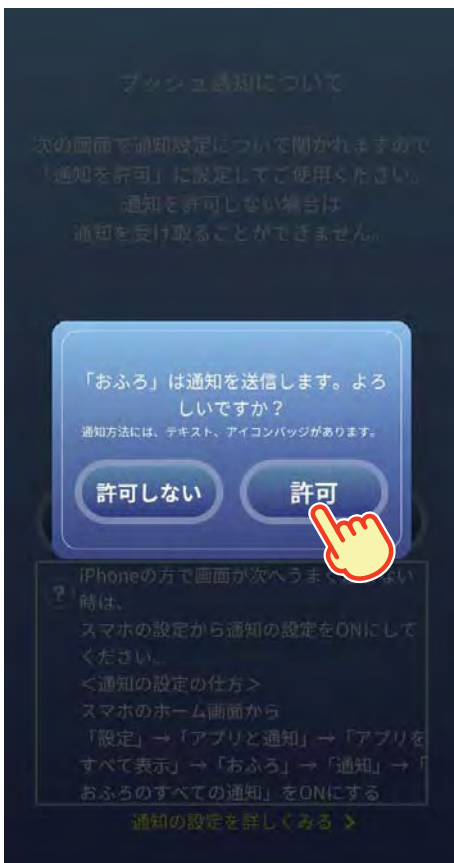 プッシュ通知について
次の画面で通知設定について聞かれますので
「通知を許可」に設定してご使用ください。
通知を許可しない場合は
通知を受け取ることができません。
「おふろ」は通知を送信します。よろ
しいですか？
通知方法には、テキスト、アイコンバッジがあります。
許可しない
許可
?
iPhoneの方で画面が次へうまく
ない
時は、
スマホの設定から通知の設定をONにして
ください。
＜通知の設定の仕方＞
スマホのホーム画面から
「設定」→「アプリと通知」→「アプリを
すべて表示」→「おふろ」→「通知」→「
おふろのすべての通知」をONにする
通知の設定を詳しくみる >